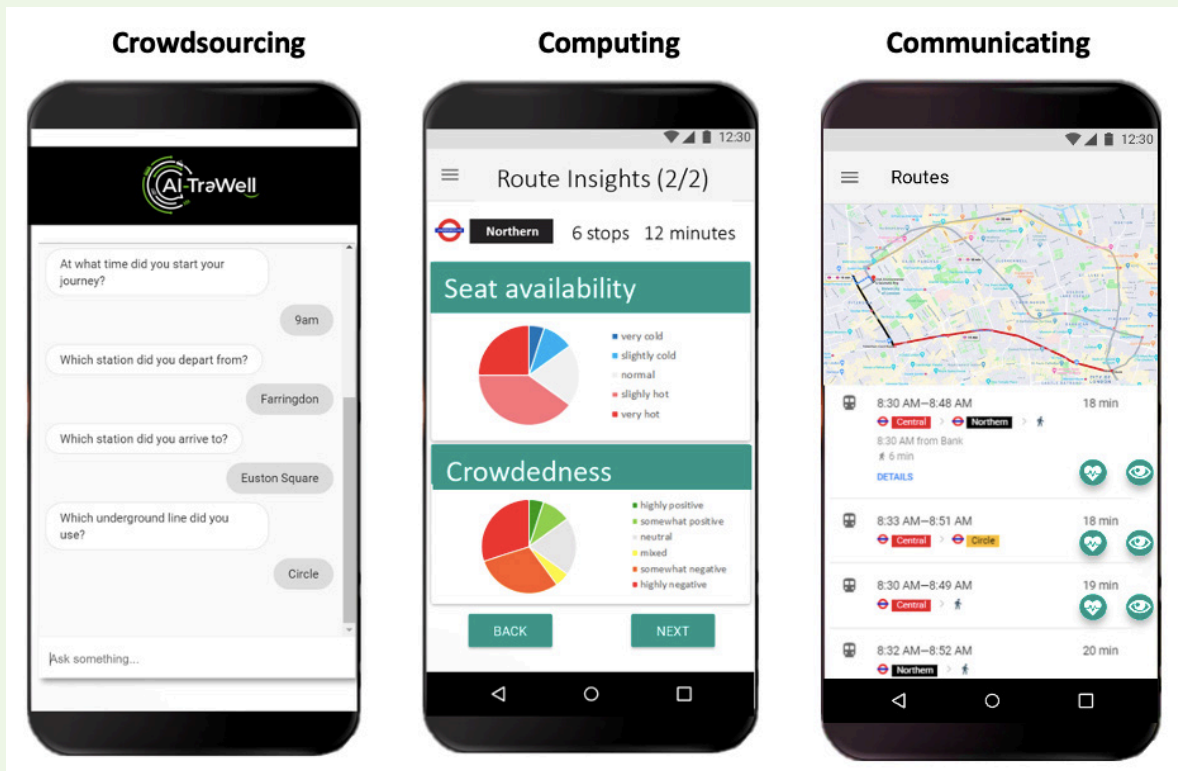 Crowdsourcing
AI-TraWell
At what time did you start your
journey?
9am
Which station did you depart from?
Farringdon
Which station did you arrive to?
Euston Square
Which underground line did you
use?
Circle
Ask something...
Computing
12:30
Route Insights (2/2)
Northern 6 stops 12 minutes
Seat availability
very cold
slightly cold
normal
slighly hot
very hot
Crowdedness
highly positive
somewhat positive
neutral
mixed
somewhat negative
highly negative
BACK NEXT
Communicating
12:30
Routes
8:30 AM–8:48 AM 18 min
Central > Northern >
8:30 AM from Bank
6 min
DETAILS
8:33 AM–8:51 AM 18 min
Central > Circle
8:30 AM–8:49 AM 19 min
Central >
8:32 AM–8:52 AM 20 min
Northern >